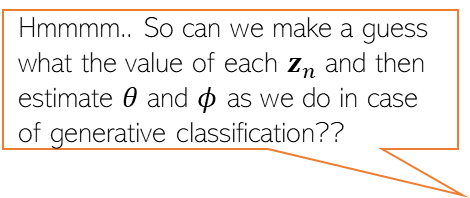 Hmmmm.. So can we make a guess
what the value of each 𝒛ₙ and then
estimate 𝜽 and 𝝓 as we do in case
of generative classification??